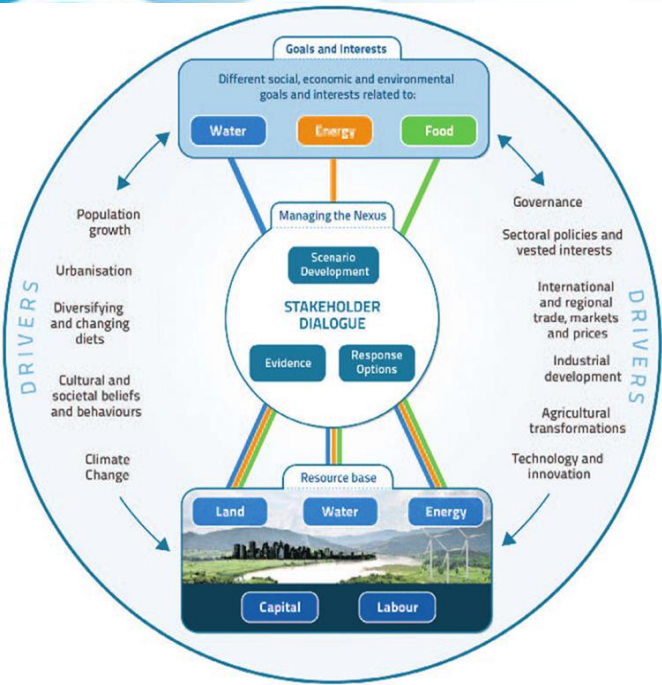 Goals and Interests
Different social, economic and environmental
goals and interests related to:
Water
Energy
Food
Managing the Nexus
Scenario
Development
STAKEHOLDER
DIALOGUE
Evidence
Response
Options
Resource base
Land
Water
Energy
Capital
Labour
DRIVERS
Population
growth
Urbanisation
Diversifying
and changing
diets
Cultural and
societal beliefs
and behaviours
Climate
Change
DRIVERS
Governance
Sectoral policies and
vested interests
International
and regional
trade, markets
and prices
Industrial
development
Agricultural
transformations
Technology and
innovation